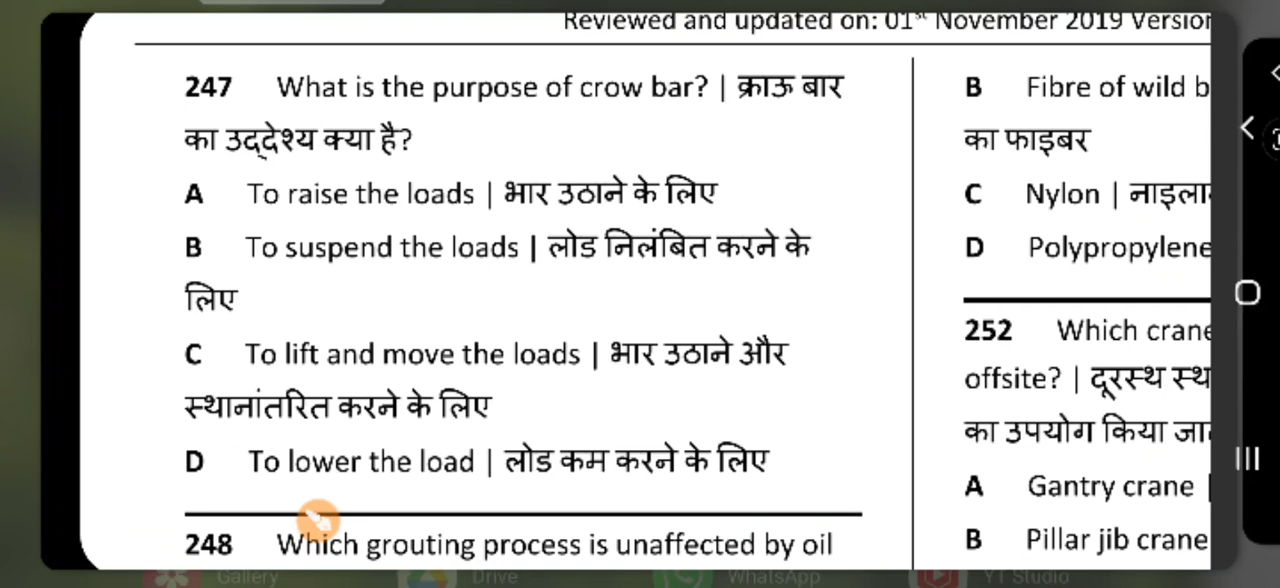 Reviewed and updated on: 01st November 2019 Version
247 What is the purpose of crow bar? | क्राऊ बार
का उद्देश्य क्या है?
A To raise the loads | भार उठाने के लिए
B To suspend the loads | लोड निलंबित करने के
लिए
C To lift and move the loads | भार उठाने और
स्थानांतरित करने के लिए
D To lower the load | लोड कम करने के लिए
248 Which grouting process is unaffected by oil
B Fibre of wild b
का फाइबर
C Nylon |
D Polypropylene
252 Which crane
offsite? | दूरस्थ
का उपयोग किया
A Gantry crane |
B Pillar jib crane
Gallery Drive WhatsApp YT Studio